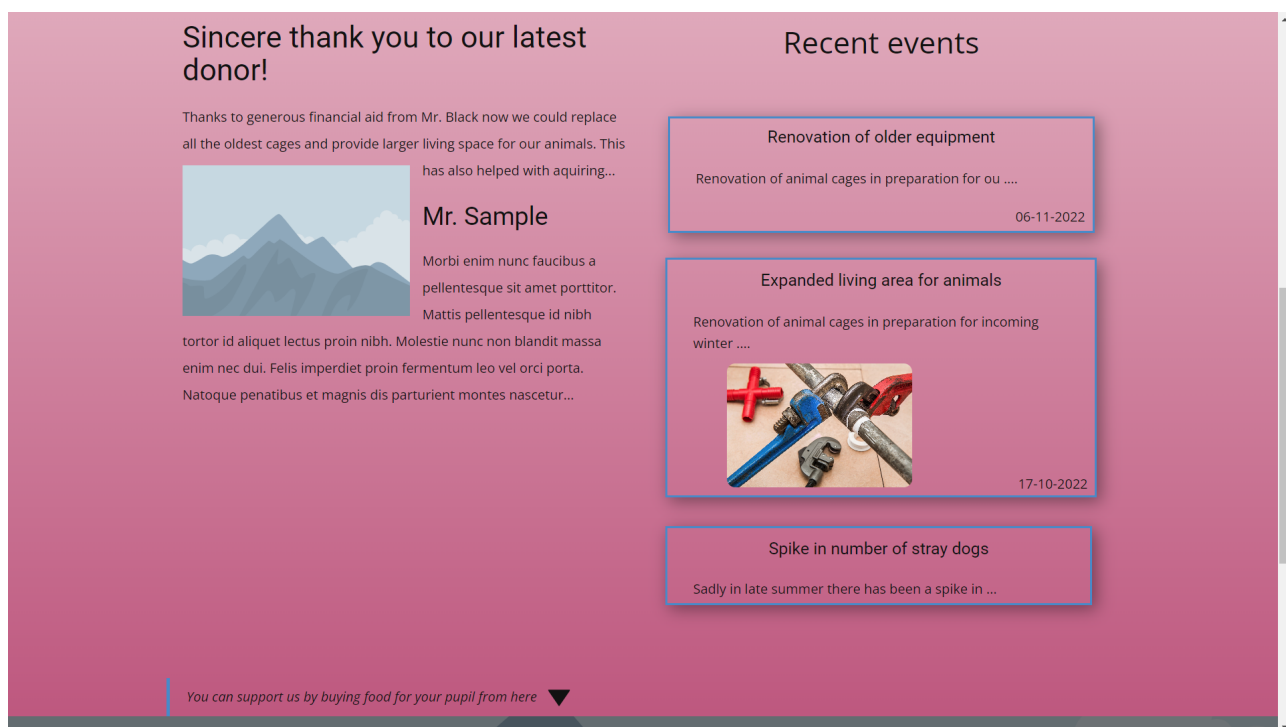 Sincere thank you to our latest
donor!
Thanks to generous financial aid from Mr. Black now we could replace
all the oldest cages and provide larger living space for our animals. This
has also helped with aquiring...
Mr. Sample
Morbi enim nunc faucibus a
pellentesque sit amet porttitor.
Mattis pellentesque id nibh
tortor id aliquet lectus proin nibh. Molestie nunc non blandit massa
enim nec dui. Felis imperdiet proin fermentum leo vel orci porta.
Natoque penatibus et magnis dis parturient montes nascetur...
Recent events
Renovation of older equipment
Renovation of animal cages in preparation for ou ....
06-11-2022
Expanded living area for animals
Renovation of animal cages in preparation for incoming
winter ....
17-10-2022
Spike in number of stray dogs
Sadly in late summer there has been a spike in ...
You can support us by buying food for your pupil from here